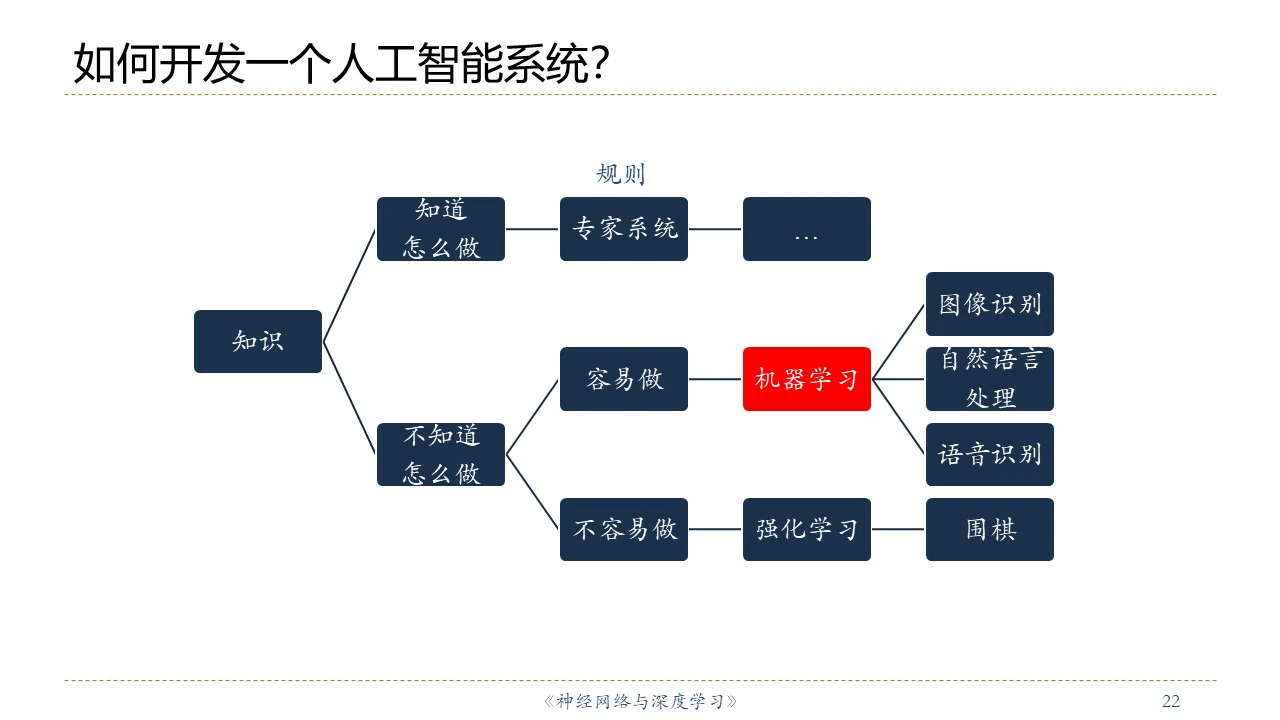 如何开发一个人工智能系统？
规则
知道
怎么做
专家系统
…
知识
不知道
怎么做
容易做
机器学习
图像识别
自然语言
处理
语音识别
不容易做
强化学习
围棋
《神经网络与深度学习》
22